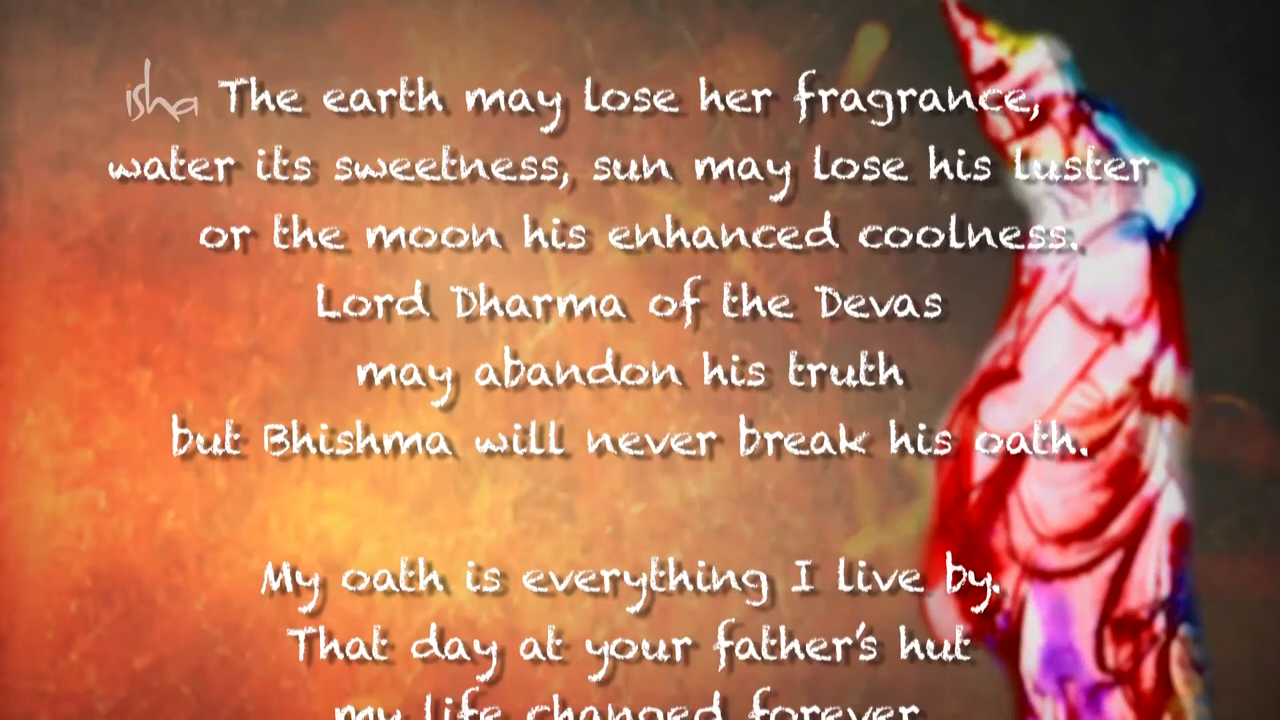 isha The earth may lose her fragrance,
water its sweetness, sun may lose his luster
or the moon his enhanced coolness.
Lord Dharma of the Devas
may abandon his truth
but Bhishma will never break his oath.
My oath is everything I live by.
That day at your father's hut
my life changed forever